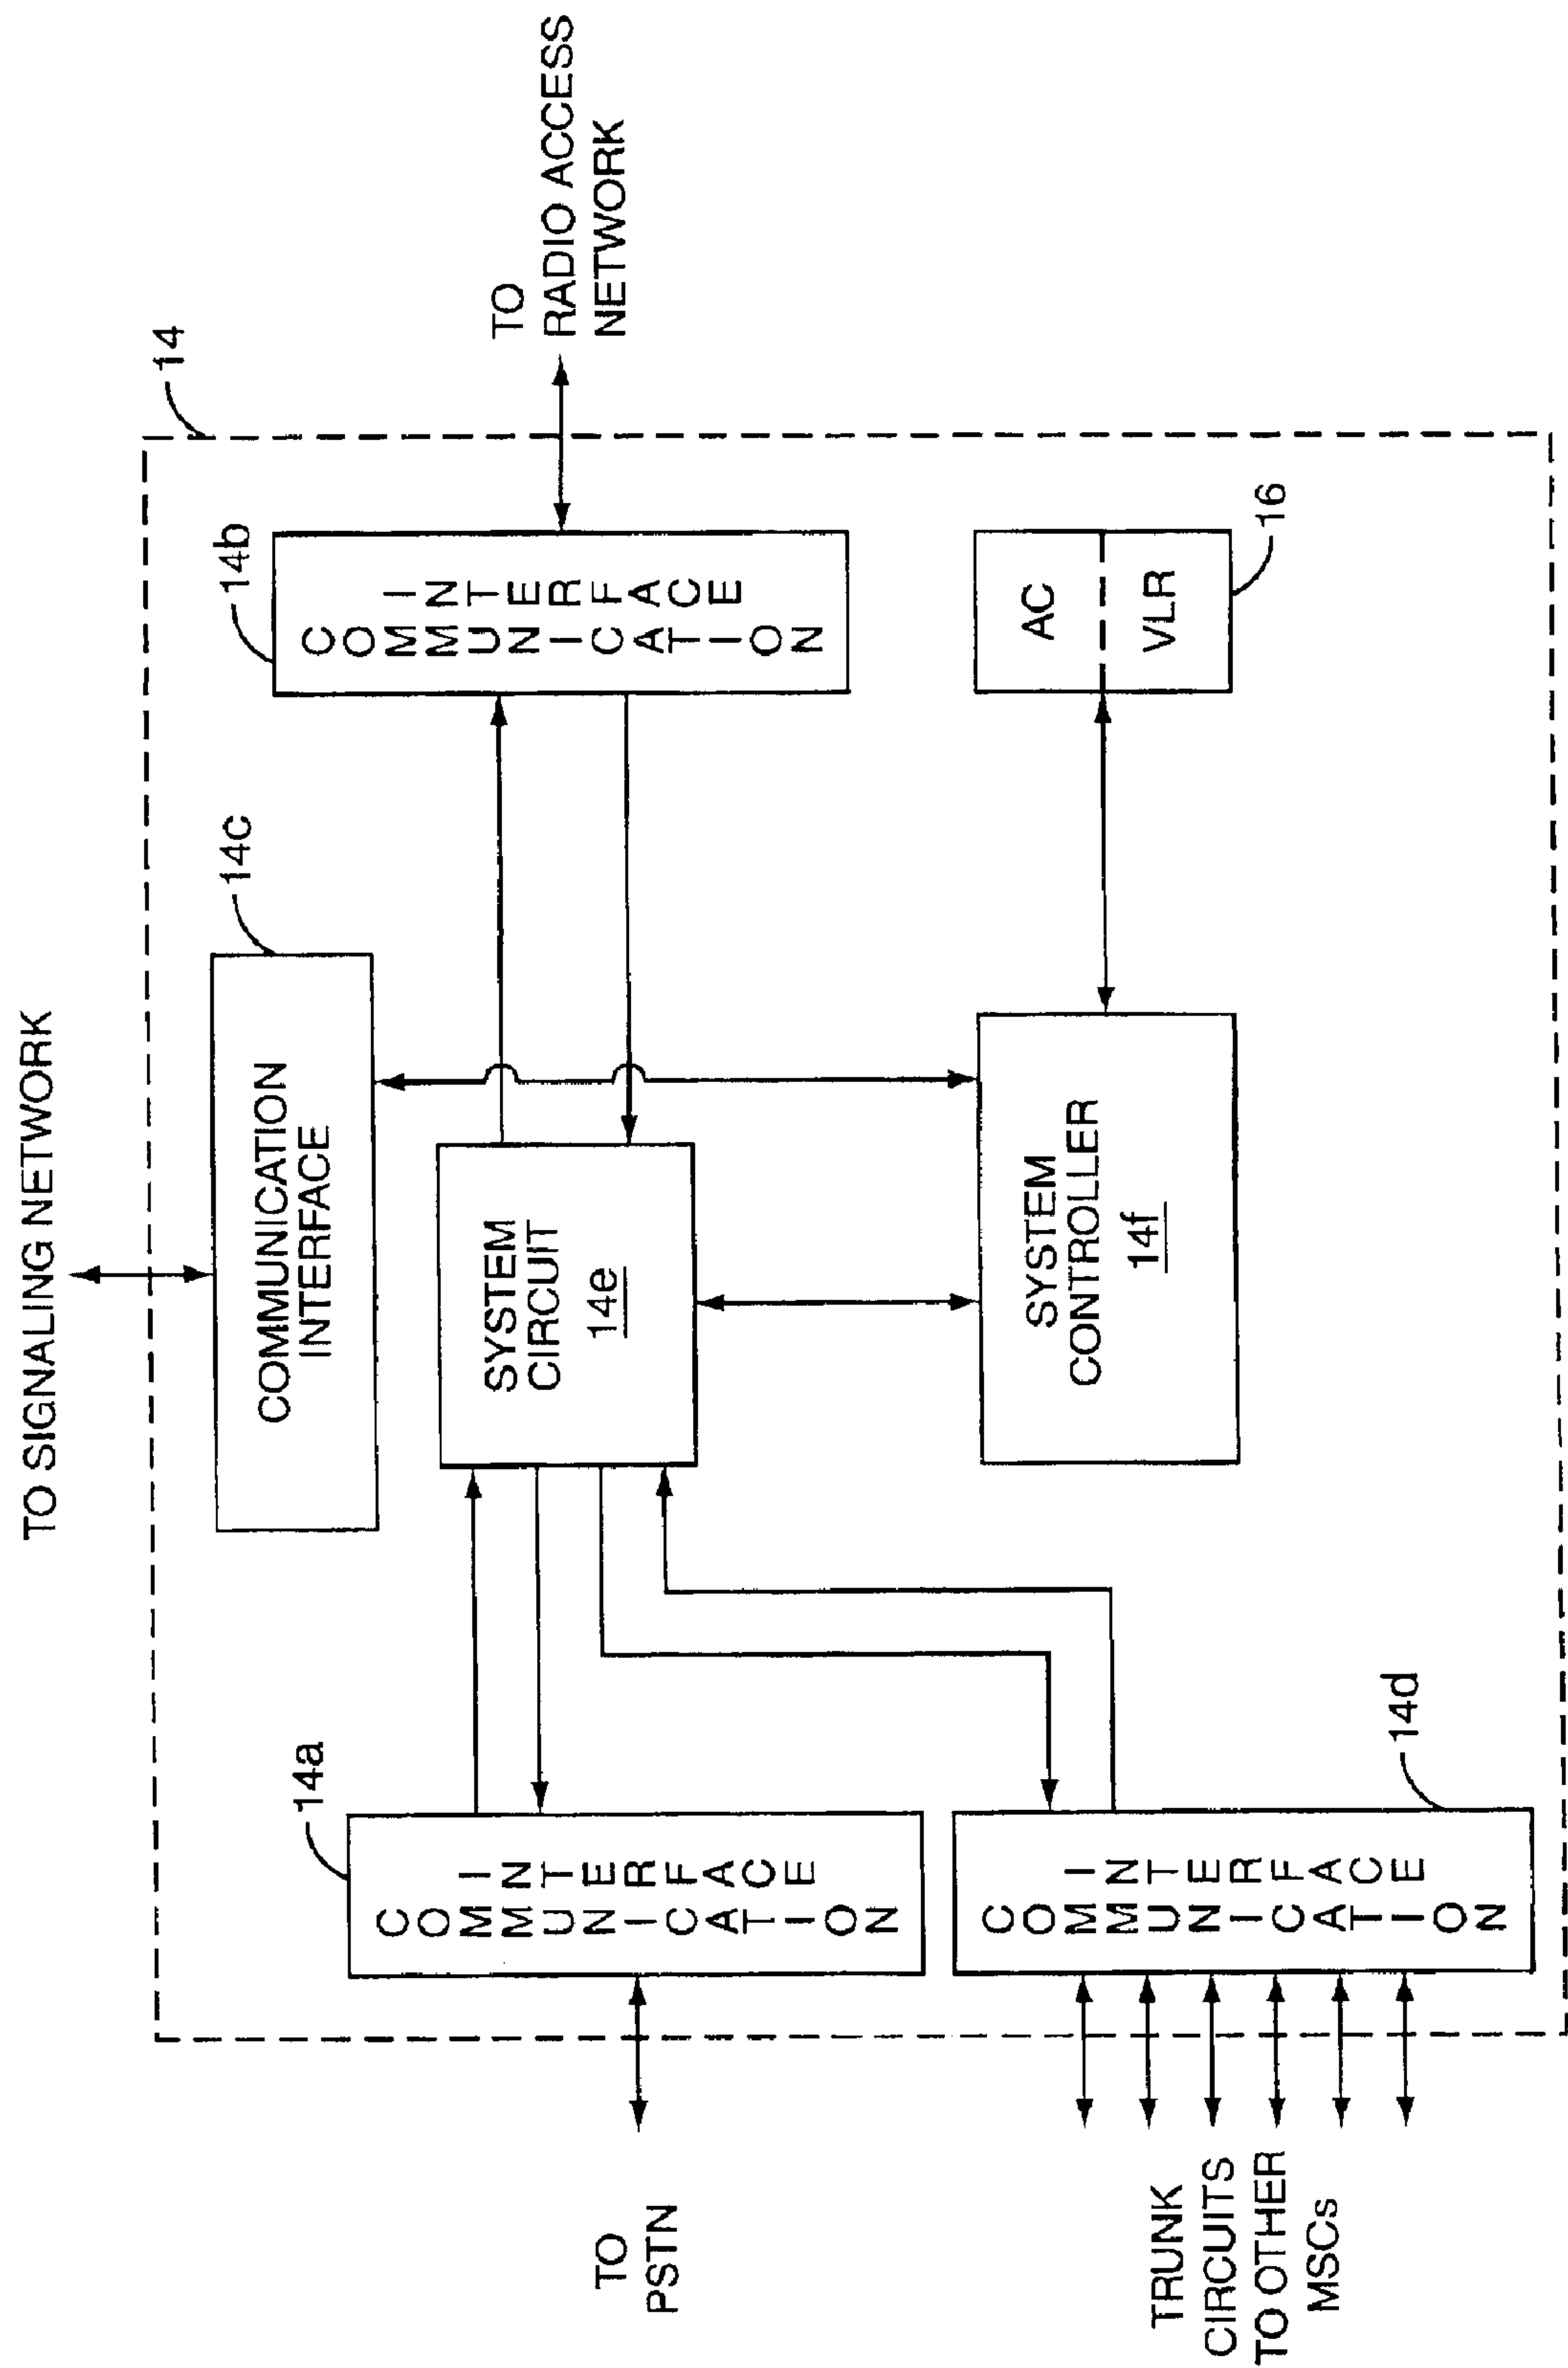 TO SIGNALING NETWORK
14
14c
COMMUNICATION
INTERFACE
14b
COMMUNICATION
INTERFACE
TO
RADIO ACCESS
NETWORK
14a
COMMUNICATION
INTERFACE
TO
PSTN
SYSTEM
CIRCUIT
14e
SYSTEM
CONTROLLER
14f
AC
VLR
16
14d
COMMUNICATION
INTERFACE
TRUNK
CIRCUITS
TO OTHER
MSCs